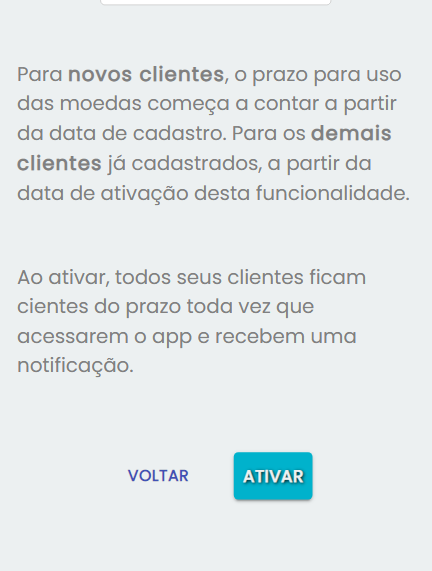 Para novos clientes, o prazo para uso
das moedas começa a contar a partir
da data de cadastro. Para os demais
clientes já cadastrados, a partir da
data de ativação desta funcionalidade.
Ao ativar, todos seus clientes ficam
cientes do prazo toda vez que
acessarem o app e recebem uma
notificação.
VOLTAR ATIVAR